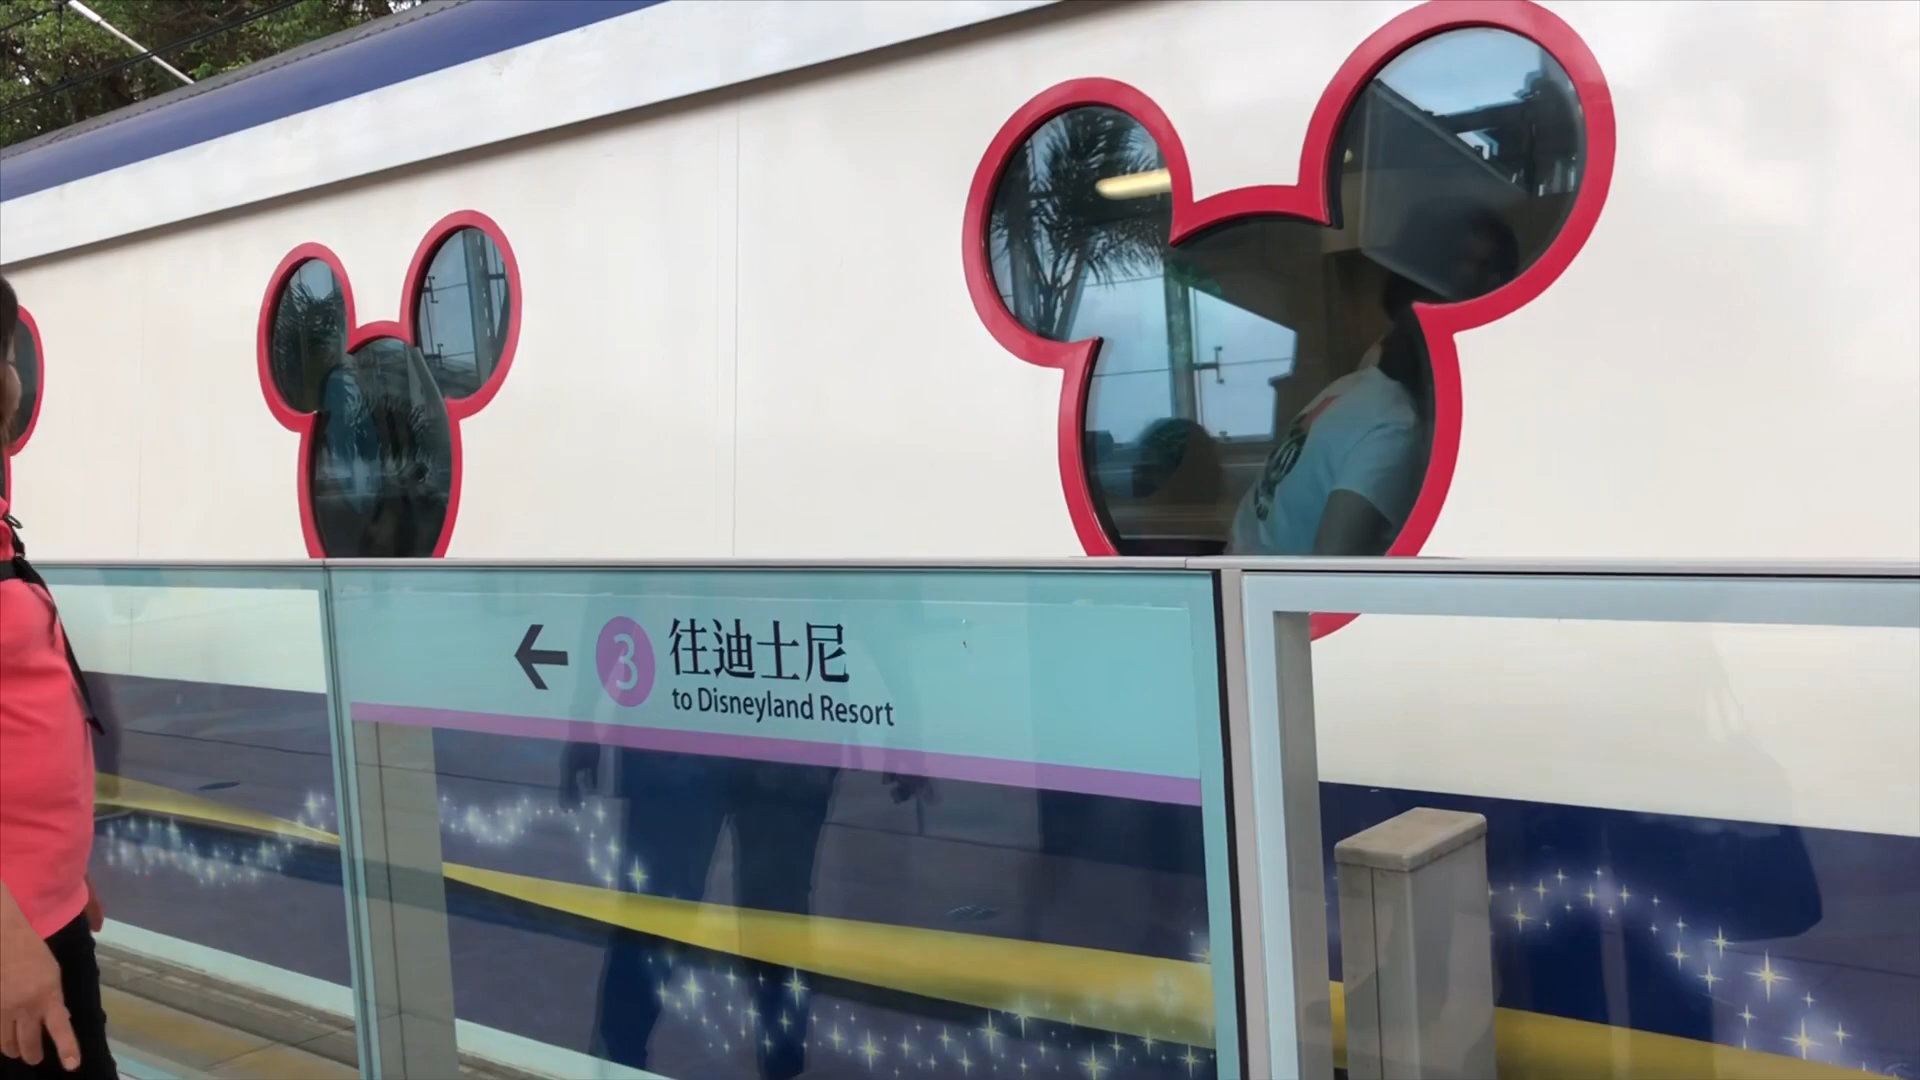 3 往迪士尼
to Disneyland Resort